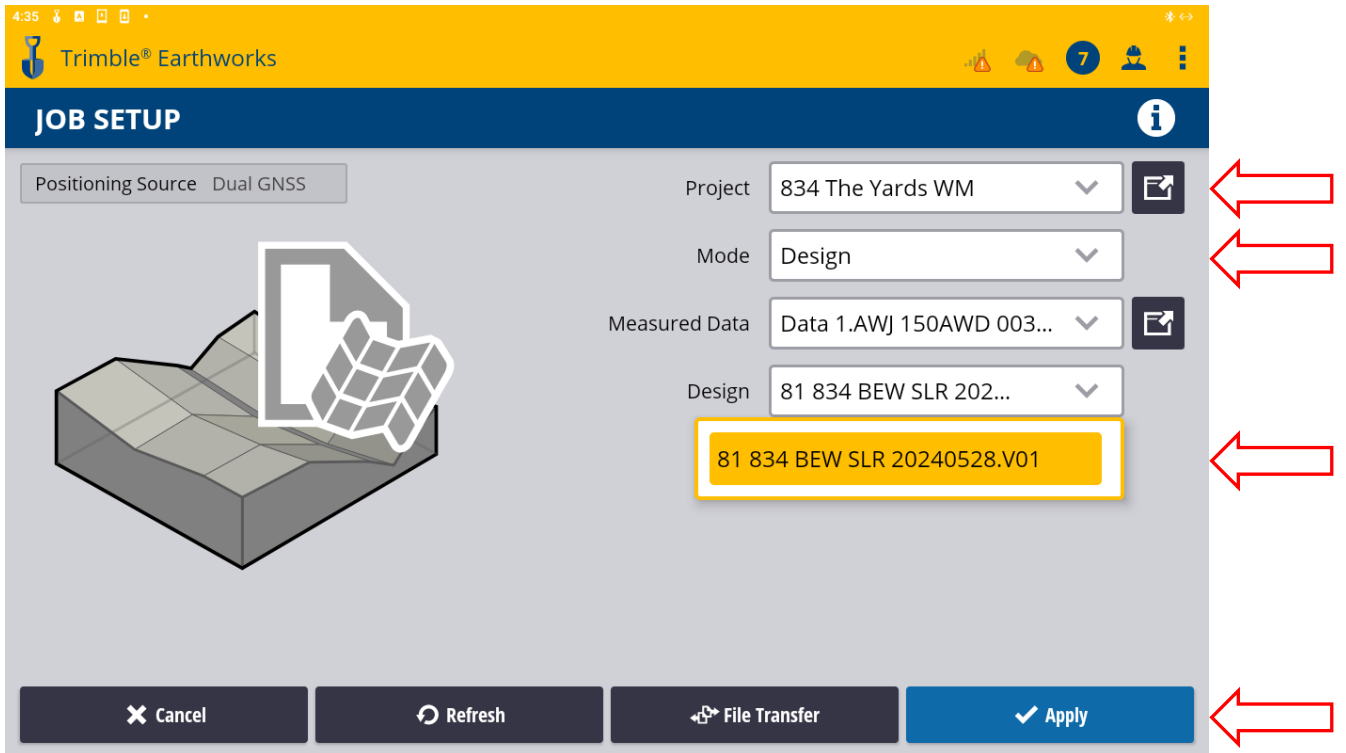 4:35
Trimble® Earthworks
7
JOB SETUP
Positioning Source Dual GNSS
Project 834 The Yards WM
Mode Design
Measured Data Data 1.AWJ 150AWD 003...
Design 81 834 BEW SLR 202...
81 834 BEW SLR 20240528.V01
Cancel Refresh File Transfer Apply